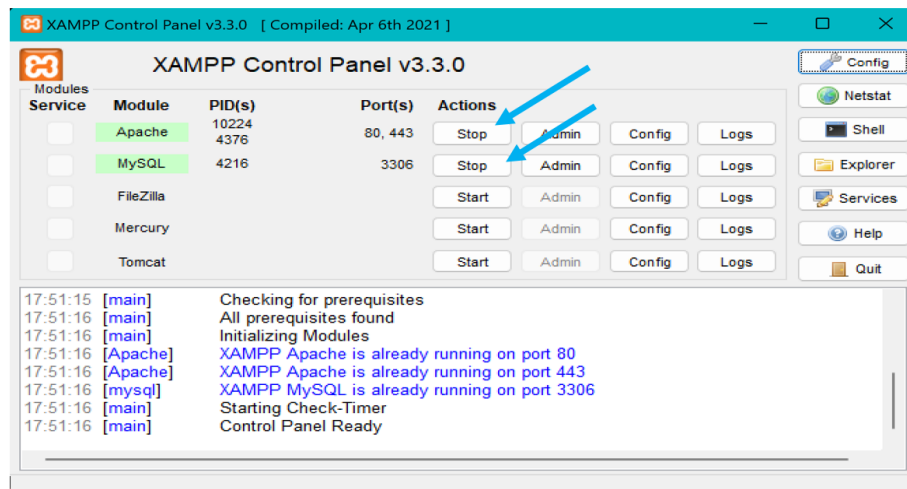 XAMPP Control Panel v3.3.0 [ Compiled: Apr 6th 2021 ]
XAMPP Control Panel v3.3.0
Config
Modules
Service Module PID(s) Port(s) Actions
Netstat
Apache 10224 4376 80, 443 Stop Admin Config Logs
Shell
MySQL 4216 3306 Stop Admin Config Logs
Explorer
FileZilla Start Admin Config Logs
Services
Mercury Start Admin Config Logs
Help
Tomcat Start Admin Config Logs
Quit
17:51:15 [main] Checking for prerequisites
17:51:16 [main] All prerequisites found
17:51:16 [main] Initializing Modules
17:51:16 [Apache] XAMPP Apache is already running on port 80
17:51:16 [Apache] XAMPP Apache is already running on port 443
17:51:16 [mysql] XAMPP MySQL is already running on port 3306
17:51:16 [main] Starting Check-Timer
17:51:16 [main] Control Panel Ready